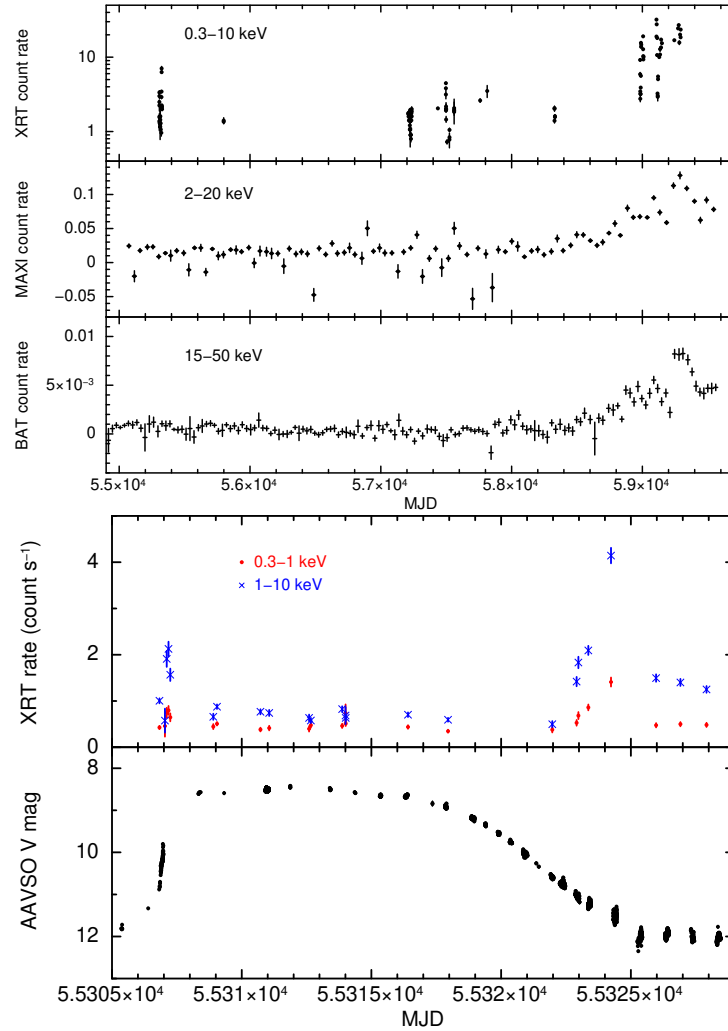 XRT count rate
10
1
0.3−10 keV
MAXI count rate
0.1
0.05
0
−0.05
2−20 keV
BAT count rate
0.01
5×10⁻³
0
15−50 keV
5.5×10⁴ 5.6×10⁴ 5.7×10⁴ 5.8×10⁴ 5.9×10⁴
MJD
XRT rate (count s⁻¹)
4
2
0
0.3−1 keV
1−10 keV
AAVSO V mag
8
10
12
5.5305×10⁴ 5.531×10⁴ 5.5315×10⁴ 5.532×10⁴ 5.5325×10⁴
MJD